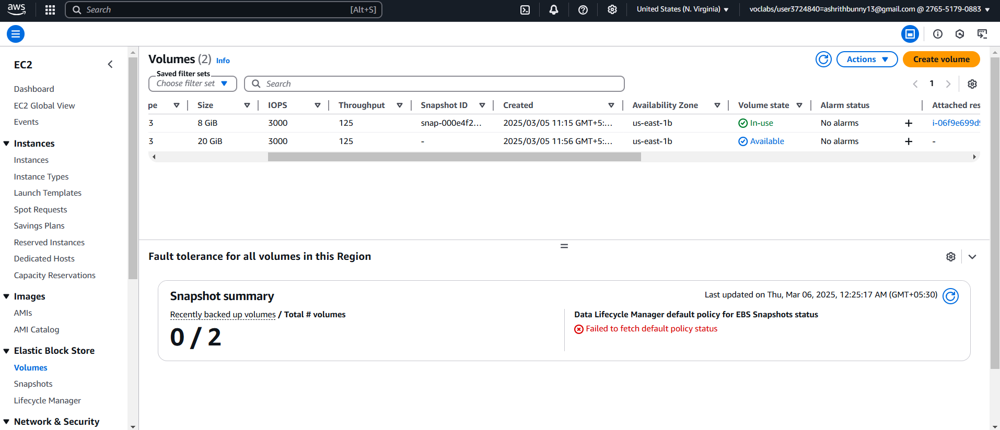 aws
Search [Alt+S]
United States (N. Virginia)
voclabs/user3724840=ashrithbunny13@gmail.com @ 2765-5179-0883
EC2
Dashboard
EC2 Global View
Events
Instances
Instances
Instance Types
Launch Templates
Spot Requests
Savings Plans
Reserved Instances
Dedicated Hosts
Capacity Reservations
Images
AMIs
AMI Catalog
Elastic Block Store
Volumes
Snapshots
Lifecycle Manager
Network & Security
Volumes (2) Info
Actions
Create volume
Saved filter sets
Choose filter set
Search
1
pe Size IOPS Throughput Snapshot ID Created Availability Zone Volume state Alarm status Attached res
3 8 GiB 3000 125 snap-000e4f2... 2025/03/05 11:15 GMT+5:... us-east-1b In-use No alarms + i-06f9e699d
3 20 GiB 3000 125 - 2025/03/05 11:56 GMT+5:... us-east-1b Available No alarms + -
Fault tolerance for all volumes in this Region
Snapshot summary
Last updated on Thu, Mar 06, 2025, 12:25:17 AM (GMT+05:30)
Recently backed up volumes / Total # volumes
0 / 2
Data Lifecycle Manager default policy for EBS Snapshots status
Failed to fetch default policy status